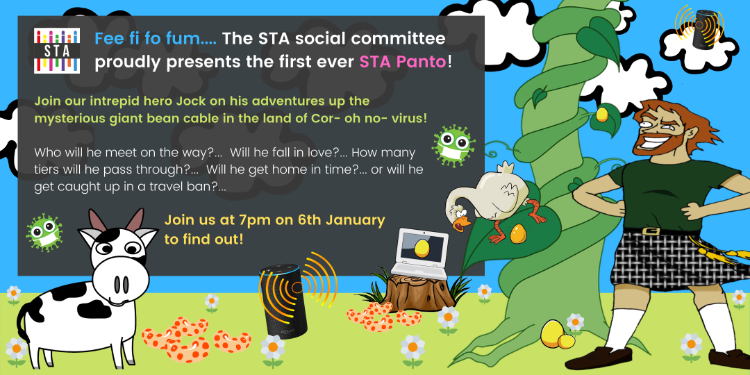 STA
Fee fi fo fum.... The STA social committee
proudly presents the first ever STA Panto!
Join our intrepid hero Jock on his adventures up the
mysterious giant bean cable in the land of Cor- oh no- virus!
Who will he meet on the way?... Will he fall in love?... How many
tiers will he pass through?... Will he get home in time?... or will he
get caught up in a travel ban?...
Join us at 7pm on 6th January
to find out!